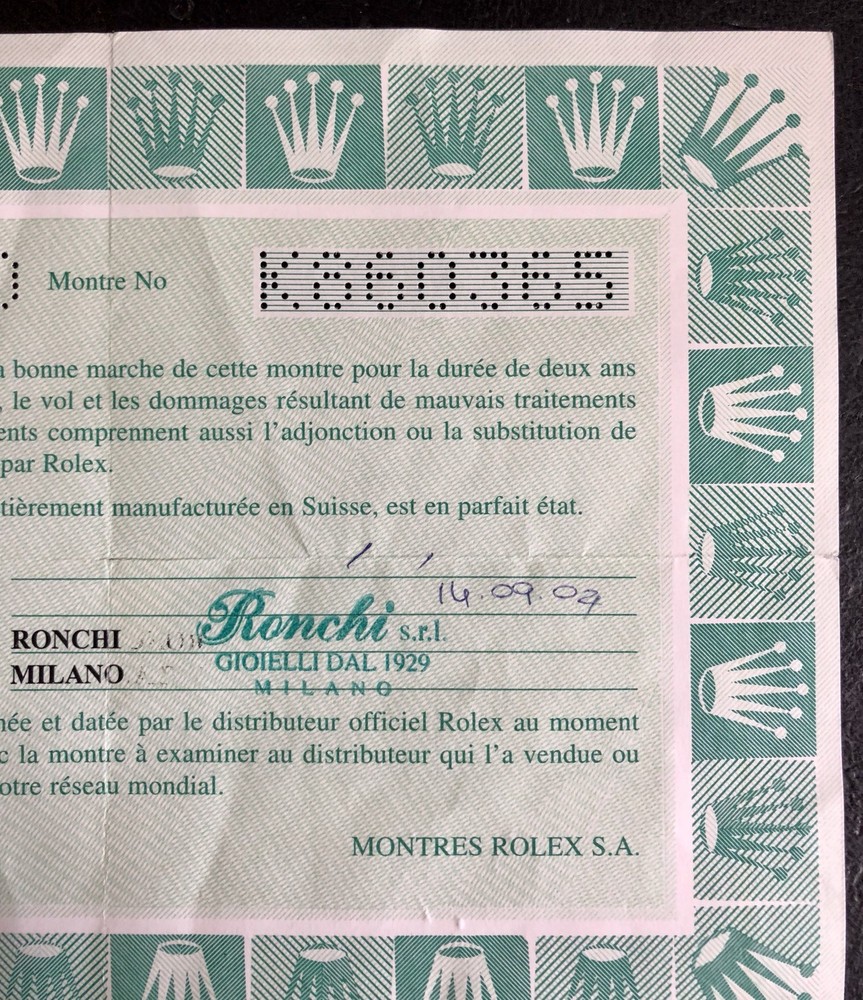 Montre No K860365
a bonne marche de cette montre pour la durée de deux ans
, le vol et les dommages résultant de mauvais traitements
ents comprennent aussi l'adjonction ou la substitution de
par Rolex.
tièrement manufacturée en Suisse, est en parfait état.
14.09.02
Ronchi s.r.l.
GIOIELLI DAL 1929
MILANO
RONCHI
MILANO
née et datée par le distributeur officiel Rolex au moment
c la montre à examiner au distributeur qui l'a vendue ou
otre réseau mondial.
MONTRES ROLEX S.A.